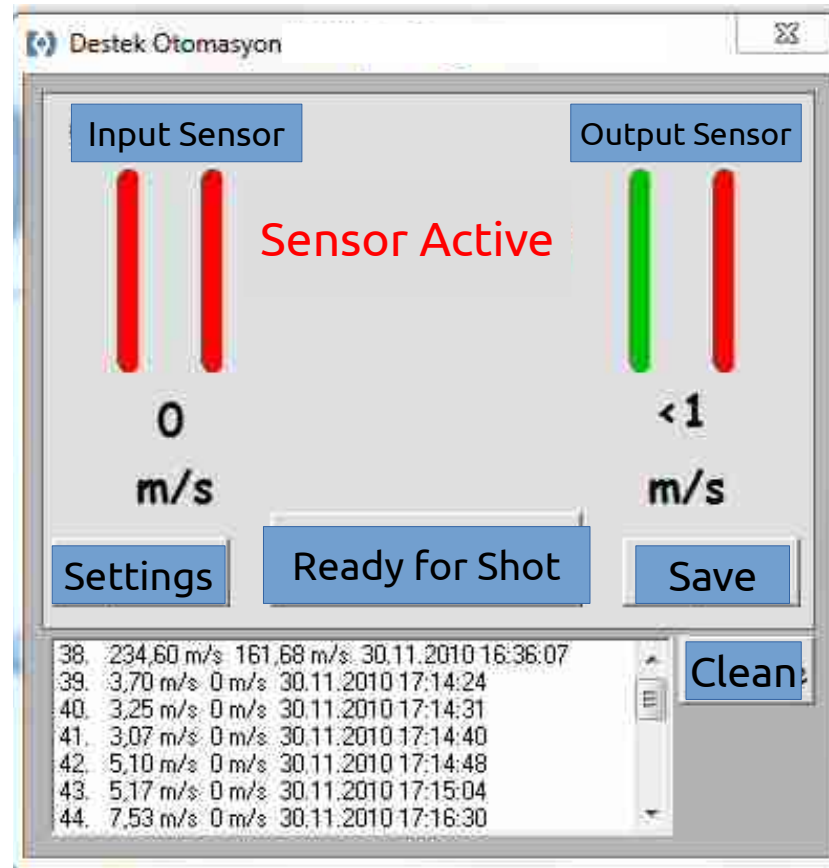 Destek Otomasyon
Input Sensor
Output Sensor
Sensor Active
0
<1
m/s
m/s
Settings
Ready for Shot
Save
Clean
38. 234,60 m/s 161,68 m/s 30.11.2010 16:36:07
39. 3,70 m/s 0 m/s 30.11.2010 17:14:24
40. 3,25 m/s 0 m/s 30.11.2010 17:14:31
41. 3,07 m/s 0 m/s 30.11.2010 17:14:40
42. 5,10 m/s 0 m/s 30.11.2010 17:14:48
43. 5,17 m/s 0 m/s 30.11.2010 17:15:04
44. 7,53 m/s 0 m/s 30.11.2010 17:16:30